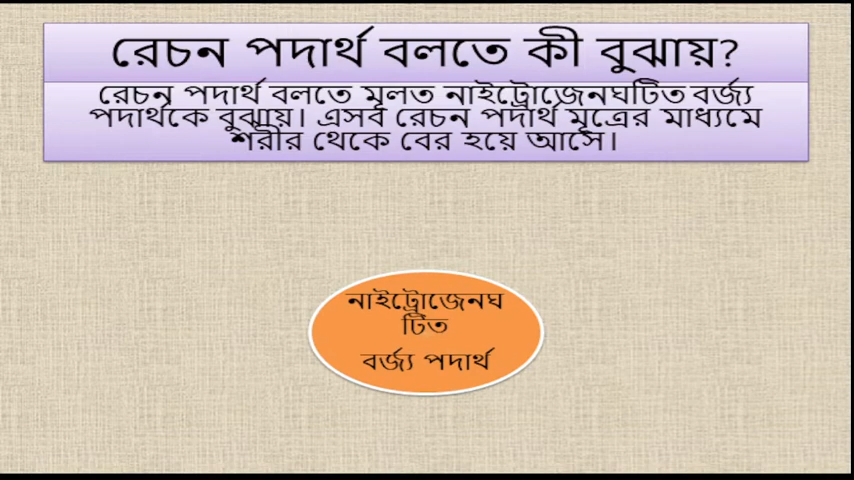 রেচন পদার্থ বলতে কী বুঝায়?
রেচন পদার্থ বলতে মূলত নাইট্রোজেনঘটিত বর্জ্য
পদার্থকে বুঝায়। এসব রেচন পদার্থ মূত্রের মাধ্যমে
শরীর থেকে বের হয়ে আসে।
নাইট্রোজেনঘ
টিত
বর্জ্য পদার্থ